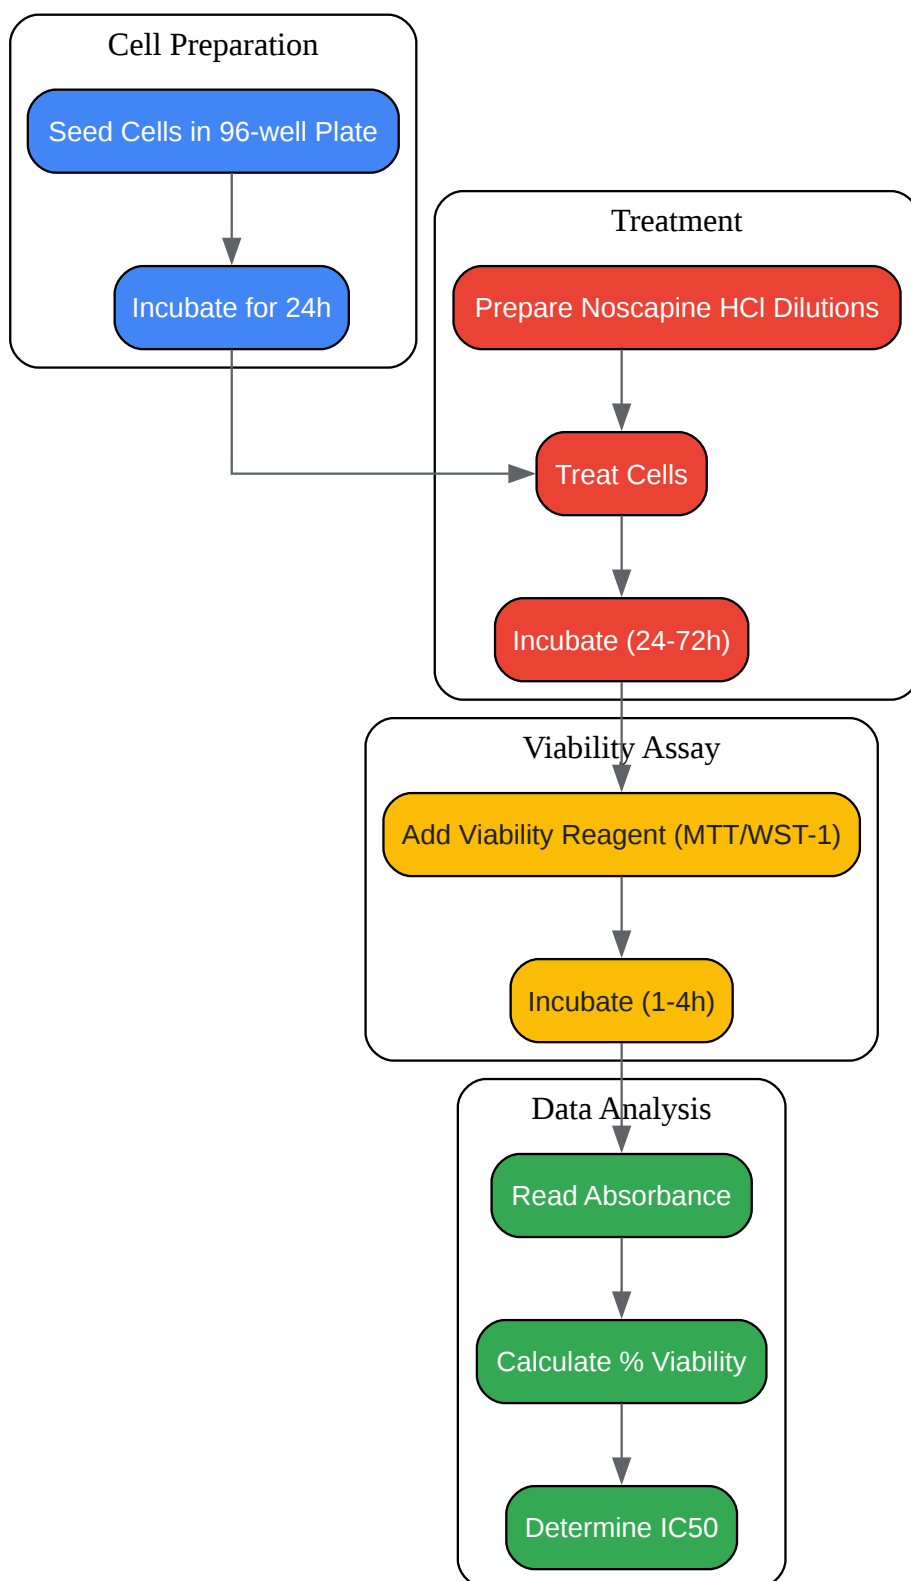 Cell Preparation
Seed Cells in 96-well Plate
Incubate for 24h
Treatment
Prepare Noscapine HCl Dilutions
Treat Cells
Incubate (24-72h)
Viability Assay
Add Viability Reagent (MTT/WST-1)
Incubate (1-4h)
Data Analysis
Read Absorbance
Calculate % Viability
Determine IC50